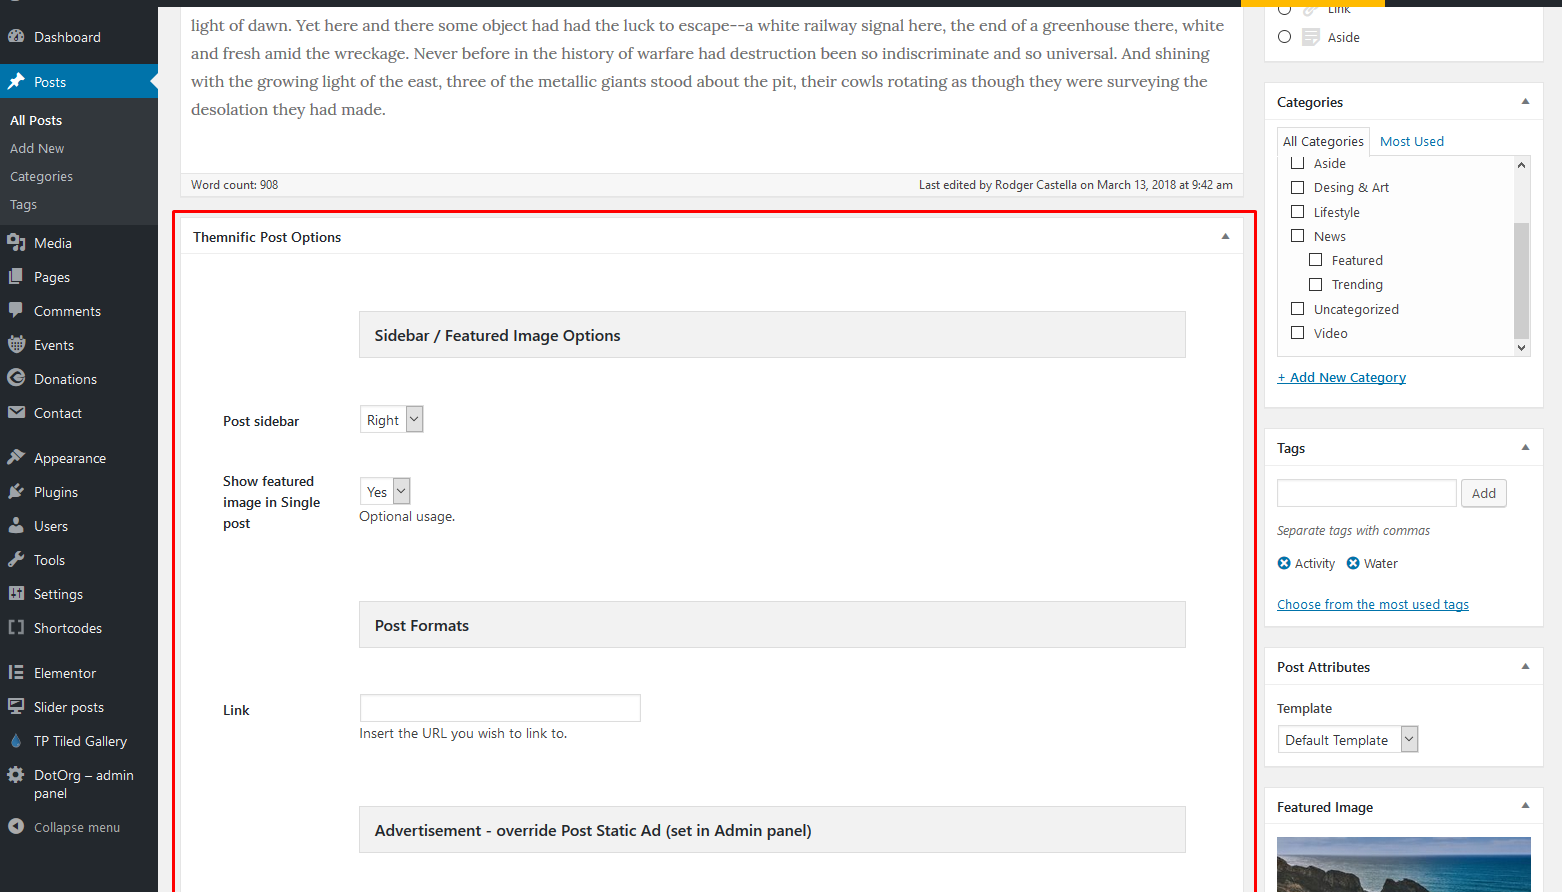 Dashboard
Posts
All Posts
Add New
Categories
Tags
Media
Pages
Comments
Events
Donations
Contact
Appearance
Plugins
Users
Tools
Settings
Shortcodes
Elementor
Slider posts
TP Tiled Gallery
DotOrg – admin
panel
Collapse menu
light of dawn. Yet here and there some object had had the luck to escape--a white railway signal here, the end of a greenhouse there, white
and fresh amid the wreckage. Never before in the history of warfare had destruction been so indiscriminate and so universal. And shining
with the growing light of the east, three of the metallic giants stood about the pit, their cowls rotating as though they were surveying the
desolation they had made.
Word count: 908
Last edited by Rodger Castella on March 13, 2018 at 9:42 am
Themnific Post Options
Sidebar / Featured Image Options
Post sidebar
Right
Show featured
image in Single
post
Yes
Optional usage.
Post Formats
Link
Insert the URL you wish to link to.
Advertisement - override Post Static Ad (set in Admin panel)
Link
Aside
Categories
All Categories
Most Used
Aside
Desing & Art
Lifestyle
News
Featured
Trending
Uncategorized
Video
+ Add New Category
Tags
Add
Separate tags with commas
Activity
Water
Choose from the most used tags
Post Attributes
Template
Default Template
Featured Image